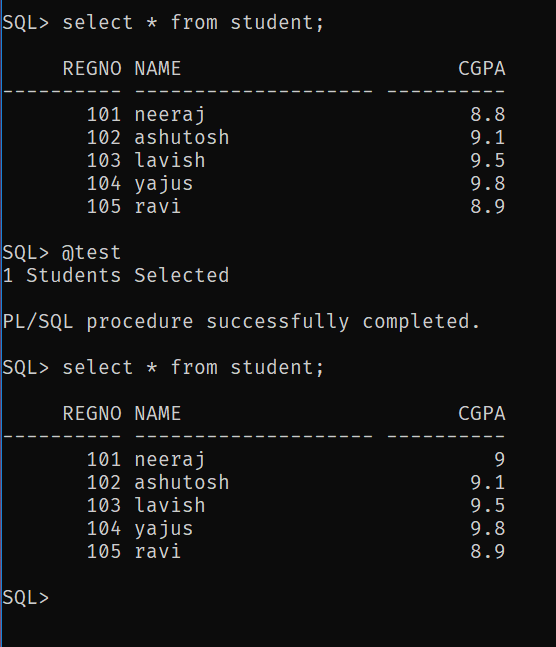 SQL> select * from student;
     REGNO NAME                       CGPA
---------- -------------------- ----------
       101 neeraj                      8.8
       102 ashutosh                    9.1
       103 lavish                      9.5
       104 yajus                       9.8
       105 ravi                        8.9
SQL> @test
1 Students Selected
PL/SQL procedure successfully completed.
SQL> select * from student;
     REGNO NAME                       CGPA
---------- -------------------- ----------
       101 neeraj                        9
       102 ashutosh                    9.1
       103 lavish                      9.5
       104 yajus                       9.8
       105 ravi                        8.9
SQL>